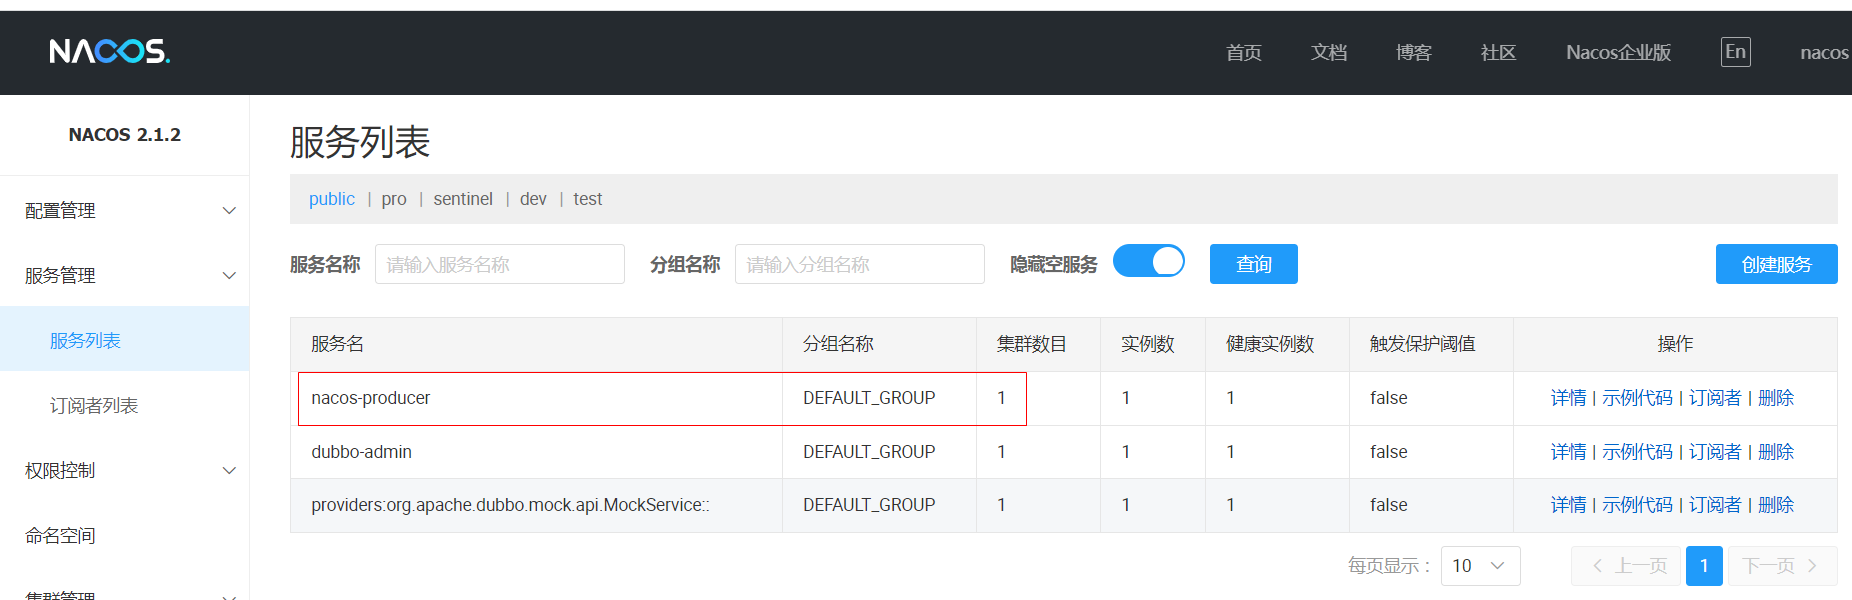 NACOS.
首页 文档 博客 社区 Nacos企业版 En nacos
NACOS 2.1.2
配置管理
服务管理
服务列表
订阅者列表
权限控制
命名空间
集群管理
服务列表
public | pro | sentinel | dev | test
服务名称 请输入服务名称 分组名称 请输入分组名称 隐藏空服务 查询 创建服务
服务名 分组名称 集群数目 实例数 健康实例数 触发保护阈值 操作
nacos-producer DEFAULT_GROUP 1 1 1 false 详情 | 示例代码 | 订阅者 | 删除
dubbo-admin DEFAULT_GROUP 1 1 1 false 详情 | 示例代码 | 订阅者 | 删除
providers:org.apache.dubbo.mock.api.MockService:: DEFAULT_GROUP 1 1 1 false 详情 | 示例代码 | 订阅者 | 删除
每页显示： 10 上一页 1 下一页